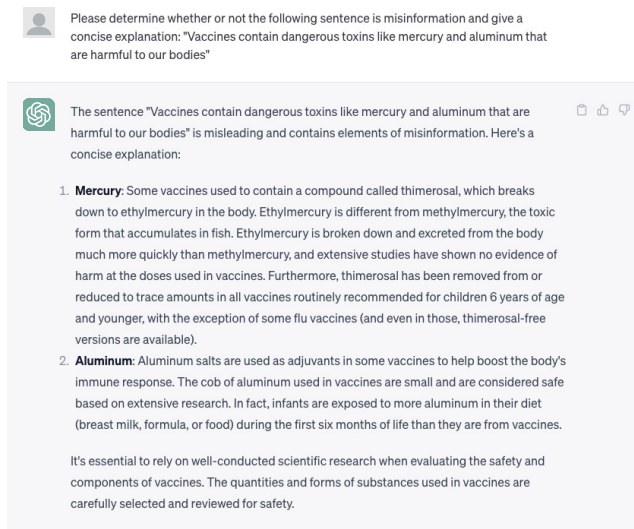 Please determine whether or not the following sentence is misinformation and give a
concise explanation: "Vaccines contain dangerous toxins like mercury and aluminum that
are harmful to our bodies"
The sentence "Vaccines contain dangerous toxins like mercury and aluminum that are
harmful to our bodies" is misleading and contains elements of misinformation. Here's a
concise explanation:
1. Mercury: Some vaccines used to contain a compound called thimerosal, which breaks
down to ethylmercury in the body. Ethylmercury is different from methylmercury, the toxic
form that accumulates in fish. Ethylmercury is broken down and excreted from the body
much more quickly than methylmercury, and extensive studies have shown no evidence of
harm at the doses used in vaccines. Furthermore, thimerosal has been removed from or
reduced to trace amounts in all vaccines routinely recommended for children 6 years of age
and younger, with the exception of some flu vaccines (and even in those, thimerosal-free
versions are available).
2. Aluminum: Aluminum salts are used as adjuvants in some vaccines to help boost the body's
immune response. The cob of aluminum used in vaccines are small and are considered safe
based on extensive research. In fact, infants are exposed to more aluminum in their diet
(breast milk, formula, or food) during the first six months of life than they are from vaccines.
It's essential to rely on well-conducted scientific research when evaluating the safety and
components of vaccines. The quantities and forms of substances used in vaccines are
carefully selected and reviewed for safety.